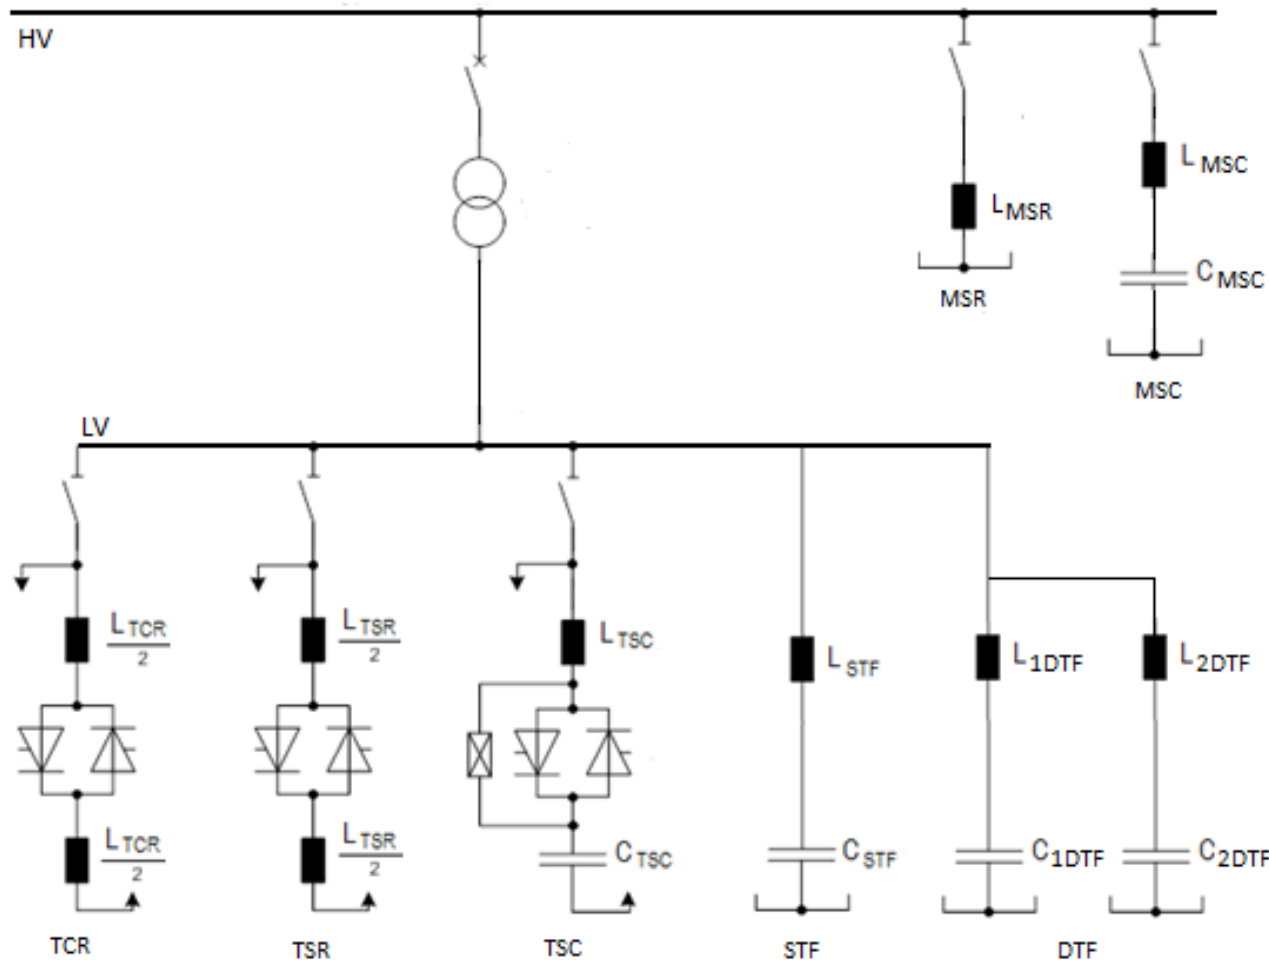 HV
L MSC
L MSR
C MSC
MSR
MSC
LV
L TCR
2
L TSR
2
L TSC
L STF
L 1DTF
L 2DTF
L TCR
2
L TSR
2
C TSC
C STF
C 1DTF
C 2DTF
TCR
TSR
TSC
STF
DTF